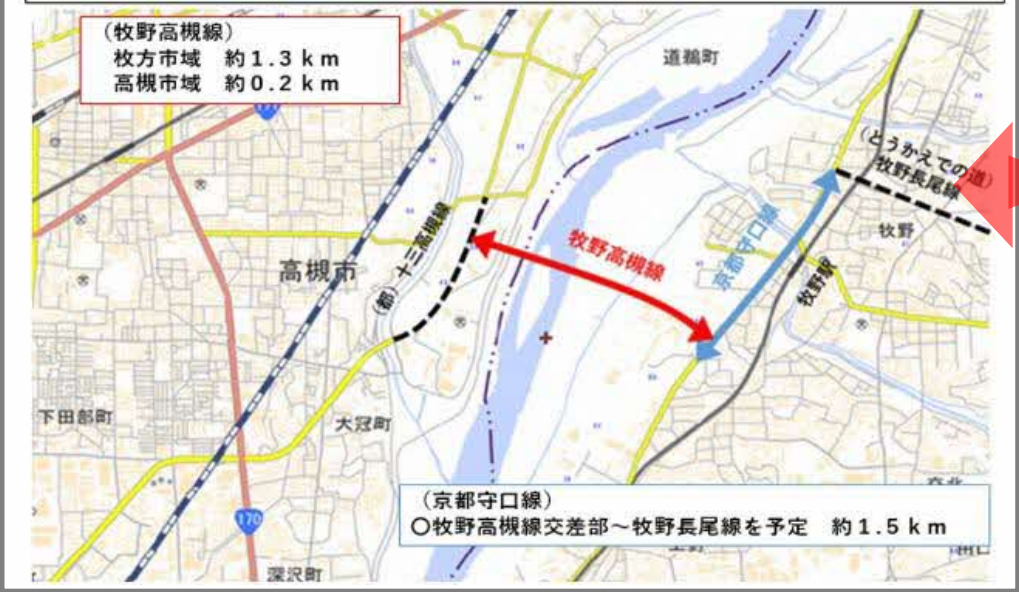 (牧野高槻線)
枚方市域 約1.3km
高槻市域 約0.2km
道鵜町
(とうかえでの道)
牧野長尾線
牧野
京都守口線
牧野高槻線
(都)十三高槻線
高槻市
牧野駅
下田部町
大冠町
(京都守口線)
〇牧野高槻線交差部~牧野長尾線を予定 約1.5km
170
深沢町